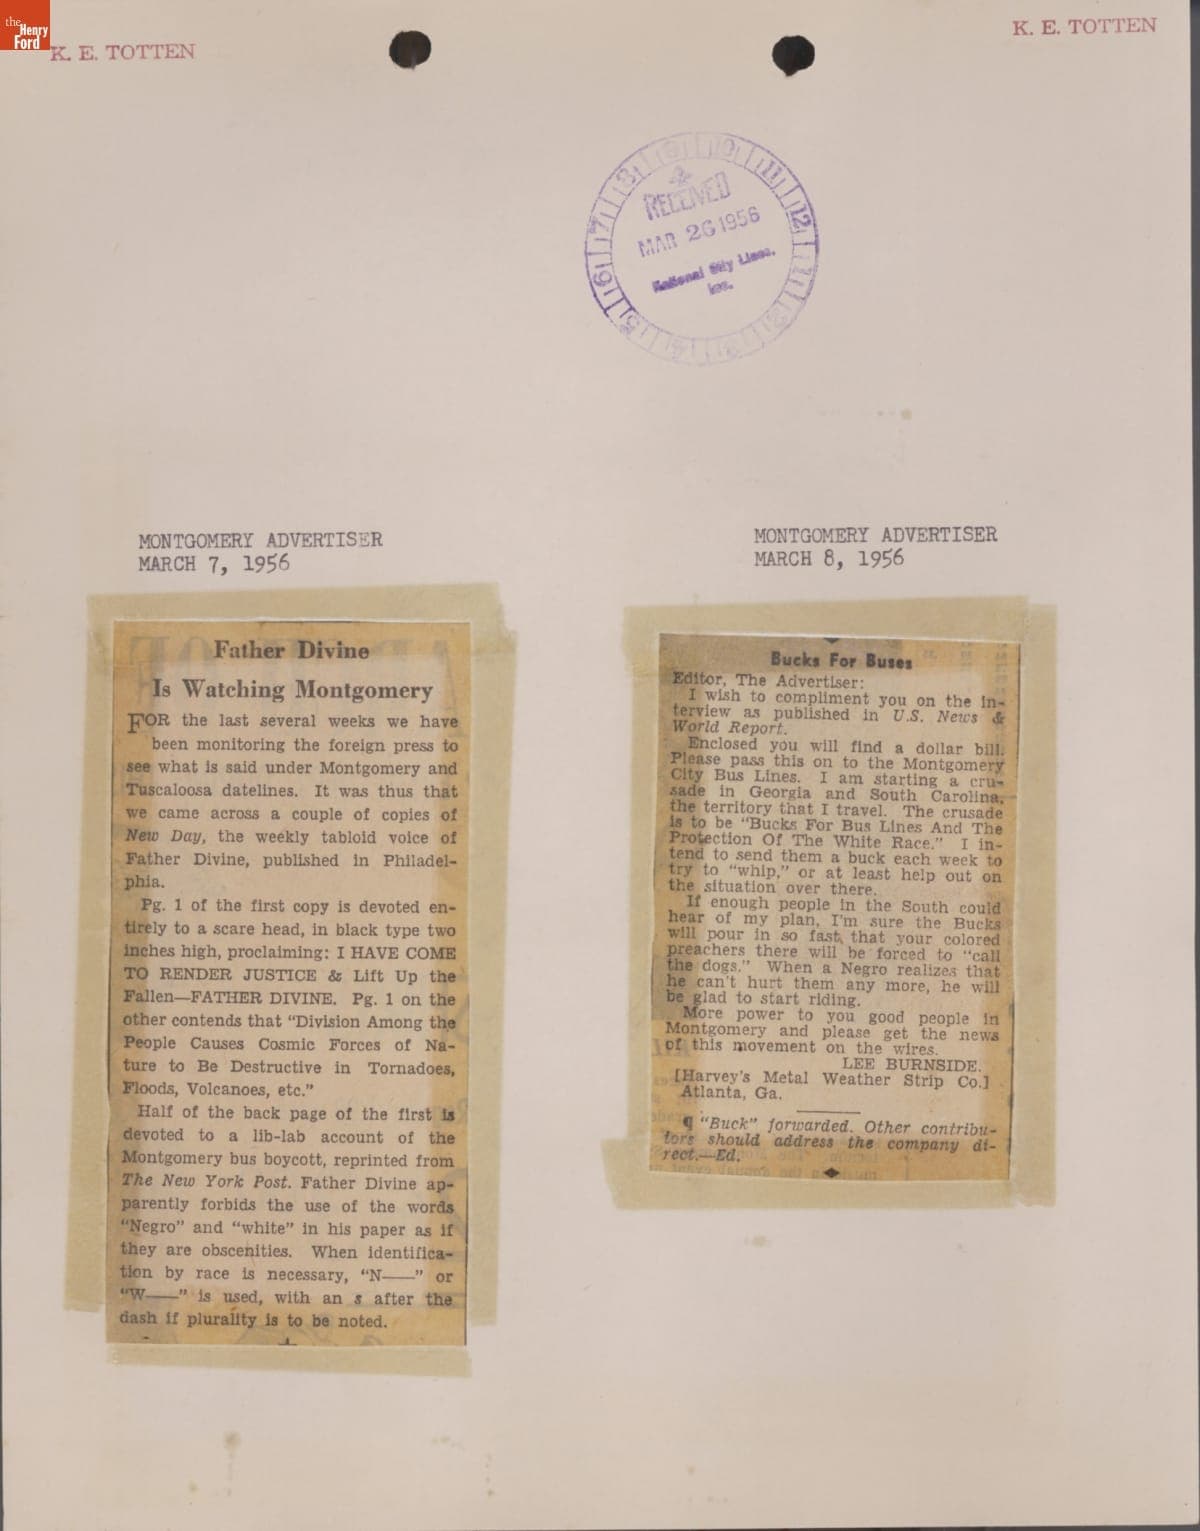 the
Henry
Ford
K. E. TOTTEN
K. E. TOTTEN
8 9 10 11 12 1 2 3 4 5 6 7
RECEIVED
MAR 26 1956
National City Lines,
Inc.
MONTGOMERY ADVERTISER
MARCH 7, 1956
Father Divine
Is Watching Montgomery
FOR the last several weeks we have
been monitoring the foreign press to
see what is said under Montgomery and
Tuscaloosa datelines. It was thus that
we came across a couple of copies of
New Day, the weekly tabloid voice of
Father Divine, published in Philadel-
phia.
Pg. 1 of the first copy is devoted en-
tirely to a scare head, in black type two
inches high, proclaiming: I HAVE COME
TO RENDER JUSTICE & Lift Up the
Fallen—FATHER DIVINE. Pg. 1 on the
other contends that “Division Among the
People Causes Cosmic Forces of Na-
ture to Be Destructive in Tornadoes,
Floods, Volcanoes, etc.”
Half of the back page of the first is
devoted to a lib-lab account of the
Montgomery bus boycott, reprinted from
The New York Post. Father Divine ap-
parently forbids the use of the words
“Negro” and “white” in his paper as if
they are obscenities. When identifica-
tion by race is necessary, “N——” or
“W——” is used, with an s after the
dash if plurality is to be noted.
MONTGOMERY ADVERTISER
MARCH 8, 1956
Bucks For Buses
Editor, The Advertiser:
I wish to compliment you on the in-
terview as published in U.S. News &
World Report.
Enclosed you will find a dollar bill.
Please pass this on to the Montgomery
City Bus Lines. I am starting a cru-
sade in Georgia and South Carolina,
the territory that I travel. The crusade
is to be “Bucks For Bus Lines And The
Protection Of The White Race.” I in-
tend to send them a buck each week to
try to “whip,” or at least help out on
the situation over there.
If enough people in the South could
hear of my plan, I'm sure the Bucks
will pour in so fast that your colored
preachers there will be forced to “call
the dogs.” When a Negro realizes that
he can't hurt them any more, he will
be glad to start riding.
More power to you good people in
Montgomery and please get the news
of this movement on the wires.
LEE BURNSIDE.
[Harvey's Metal Weather Strip Co.]
Atlanta, Ga.
¶ “Buck” forwarded. Other contribu-
tors should address the company di-
rect.—Ed.